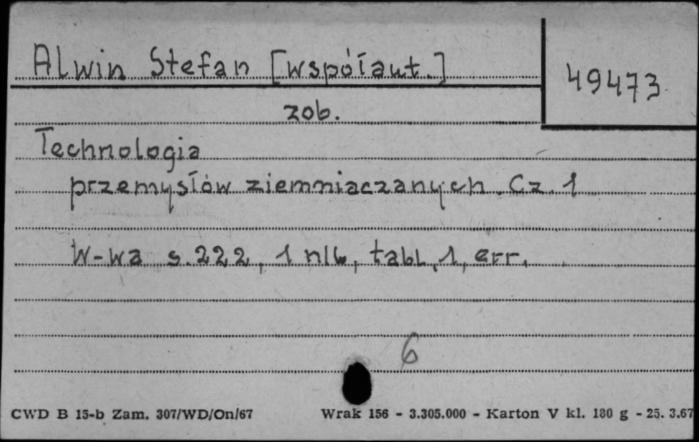 Alwin Stefan [współaut.]
49473
zob.
Technologia
przemysłów ziemniaczanych. Cz. 1
W-wa s. 222, 1 nlb, tabl. 1, err.
6
CWD B 15-b Zam. 307/WD/On/67 Wrak 156 - 3.305.000 - Karton V kl. 180 g - 25. 3.67